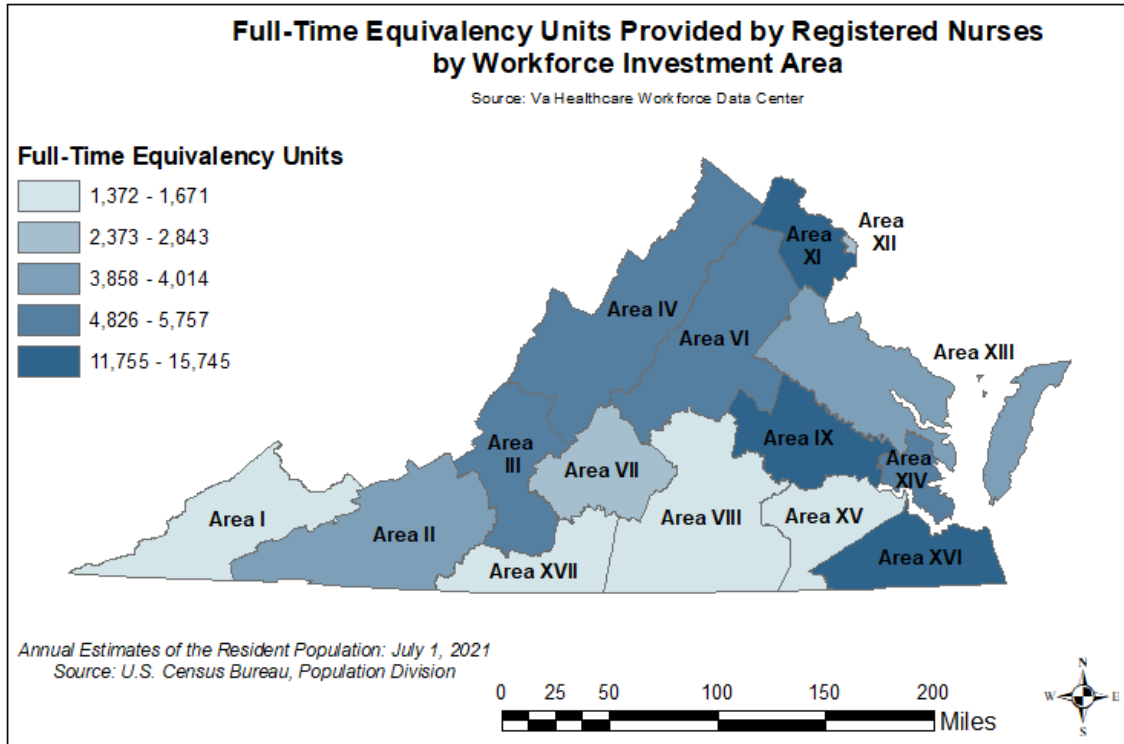 Full-Time Equivalency Units Provided by Registered Nurses
by Workforce Investment Area
Source: Va Healthcare Workforce Data Center
Full-Time Equivalency Units
1,372 - 1,671
2,373 - 2,843
3,858 - 4,014
4,826 - 5,757
11,755 - 15,745
Area
XII
Area
XI
Area IV
Area VI
Area XIII
Area
III
Area IX
Area VII
Area
XIV
Area I
Area VIII
Area XV
Area II
Area XVII
Area XVI
Annual Estimates of the Resident Population: July 1, 2021
Source: U.S. Census Bureau, Population Division
0 25 50 100 150 200
Miles
N
W E
S